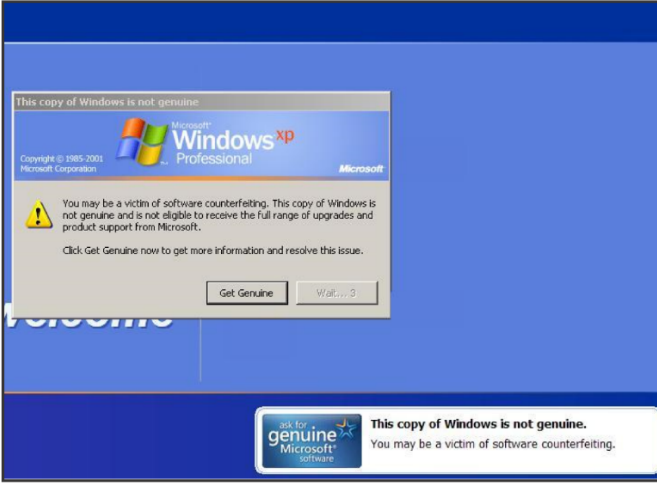 This copy of Windows is not genuine
Microsoft®
Windows xp
Professional
Copyright © 1985-2001
Microsoft Corporation
Microsoft
You may be a victim of software counterfeiting. This copy of Windows is
not genuine and is not eligible to receive the full range of upgrades and
product support from Microsoft.
Click Get Genuine now to get more information and resolve this issue.
Get Genuine
Wait... 3
welcome
ask for
genuine
Microsoft®
software
This copy of Windows is not genuine.
You may be a victim of software counterfeiting.